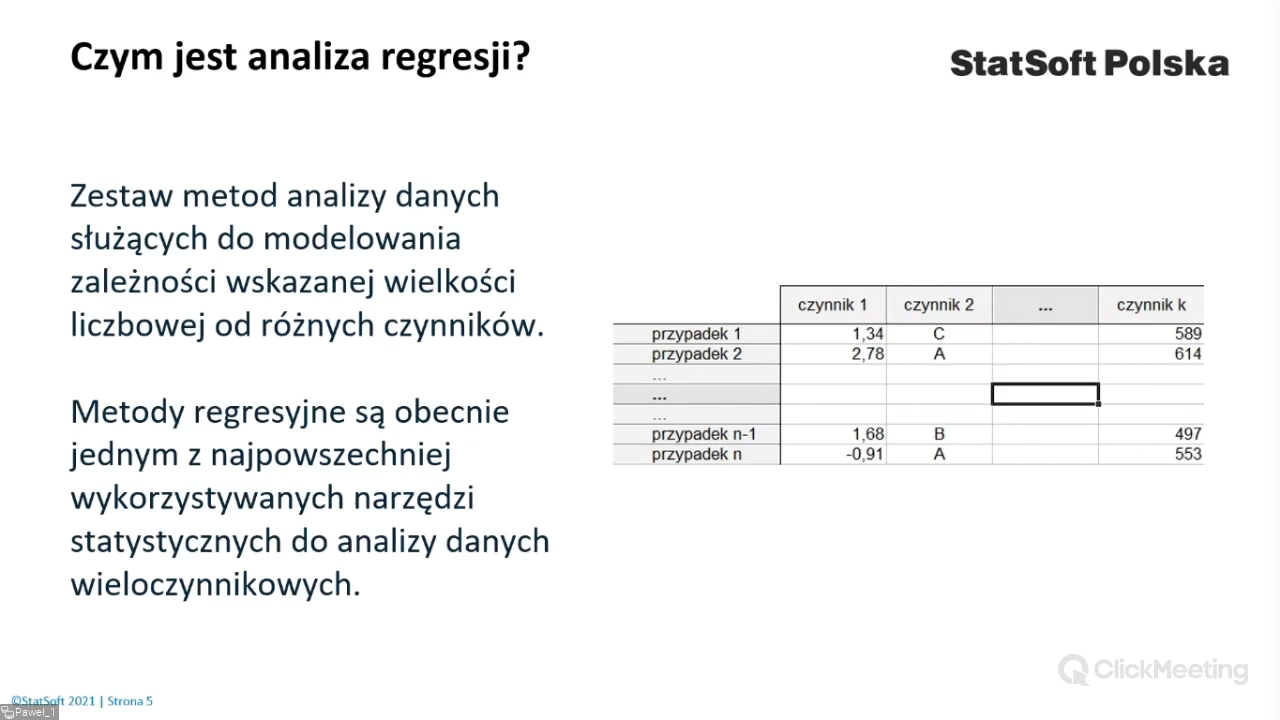 Czym jest analiza regresji?
StatSoft Polska
Zestaw metod analizy danych
służących do modelowania
zależności wskazanej wielkości
liczbowej od różnych czynników.
Metody regresyjne są obecnie
jednym z najpowszechniej
wykorzystywanych narzędzi
statystycznych do analizy danych
wieloczynnikowych.
czynnik 1 czynnik 2 ... czynnik k
przypadek 1 1,34 C 589
przypadek 2 2,78 A 614
...
...
...
przypadek n-1 1,68 B 497
przypadek n -0,91 A 553
ClickMeeting
©StatSoft 2021 | Strona 5
Pawel_1